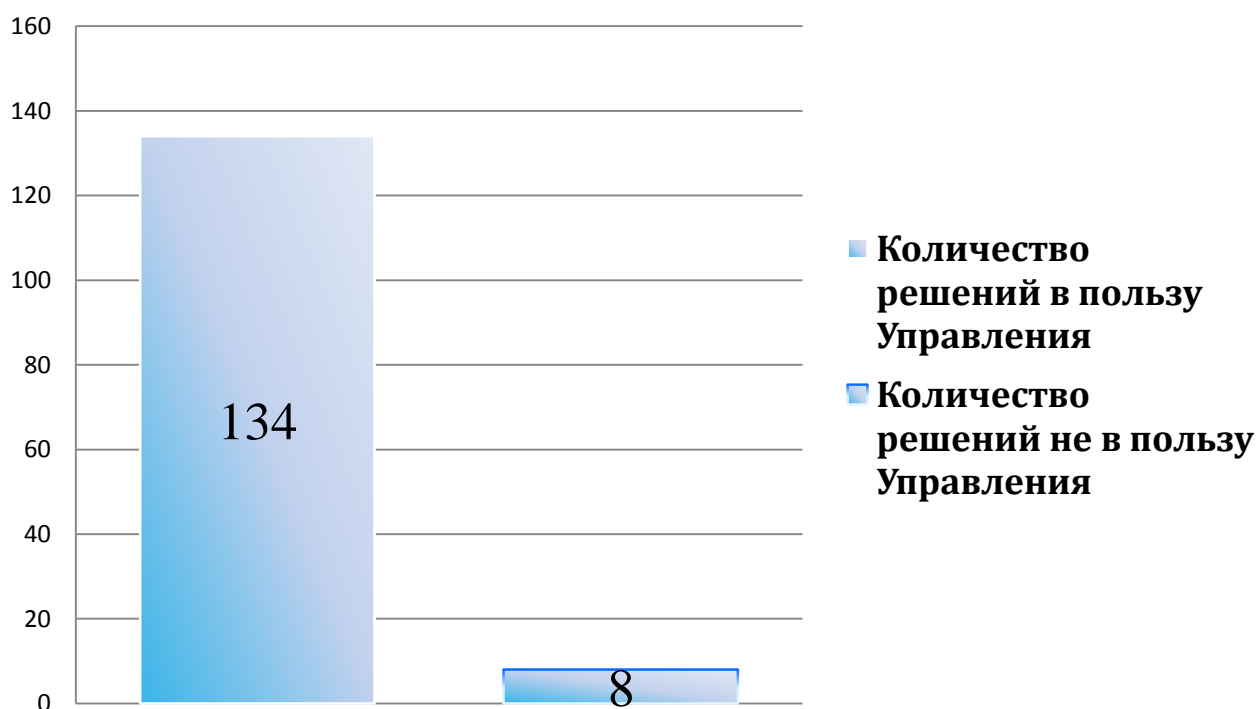 160
140
120
100
80
60
40
20
0
134
8
Количество
решений в пользу
Управления
Количество
решений не в пользу
Управления